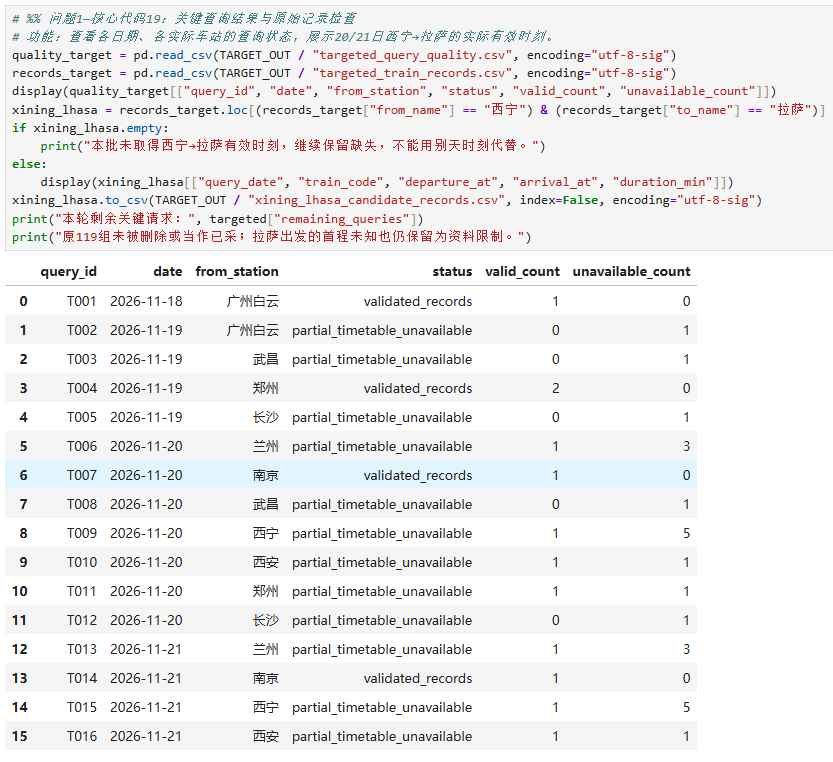 # %% 问题1—核心代码19：关键查询结果与原始记录检查
# 功能：查看各日期、各实际车站的查询状态，展示20/21日西宁→拉萨的实际有效时刻。
quality_target = pd.read_csv(TARGET_OUT / "targeted_query_quality.csv", encoding="utf-8-sig")
records_target = pd.read_csv(TARGET_OUT / "targeted_train_records.csv", encoding="utf-8-sig")
display(quality_target[["query_id", "date", "from_station", "status", "valid_count", "unavailable_count"]])
xining_lhasa = records_target.loc[(records_target["from_name"] == "西宁") & (records_target["to_name"] == "拉萨")]
if xining_lhasa.empty:
    print("本批未取得西宁→拉萨有效时刻，继续保留缺失，不能用别天时刻代替。")
else:
    display(xining_lhasa[["query_date", "train_code", "departure_at", "arrival_at", "duration_min"]])
xining_lhasa.to_csv(TARGET_OUT / "xining_lhasa_candidate_records.csv", index=False, encoding="utf-8-sig")
print("本轮剩余关键请求：", targeted["remaining_queries"])
print("原119组未被删除或当作已采；拉萨出发的首程未知也仍保留为资料限制。")
query_id date from_station status valid_count unavailable_count
0 T001 2026-11-18 广州白云 validated_records 1 0
1 T002 2026-11-19 广州白云 partial_timetable_unavailable 0 1
2 T003 2026-11-19 武昌 partial_timetable_unavailable 0 1
3 T004 2026-11-19 郑州 validated_records 2 0
4 T005 2026-11-19 长沙 partial_timetable_unavailable 0 1
5 T006 2026-11-20 兰州 partial_timetable_unavailable 1 3
6 T007 2026-11-20 南京 validated_records 1 0
7 T008 2026-11-20 武昌 partial_timetable_unavailable 0 1
8 T009 2026-11-20 西宁 partial_timetable_unavailable 1 5
9 T010 2026-11-20 西安 partial_timetable_unavailable 1 1
10 T011 2026-11-20 郑州 partial_timetable_unavailable 1 1
11 T012 2026-11-20 长沙 partial_timetable_unavailable 0 1
12 T013 2026-11-21 兰州 partial_timetable_unavailable 1 3
13 T014 2026-11-21 南京 validated_records 1 0
14 T015 2026-11-21 西宁 partial_timetable_unavailable 1 5
15 T016 2026-11-21 西安 partial_timetable_unavailable 1 1